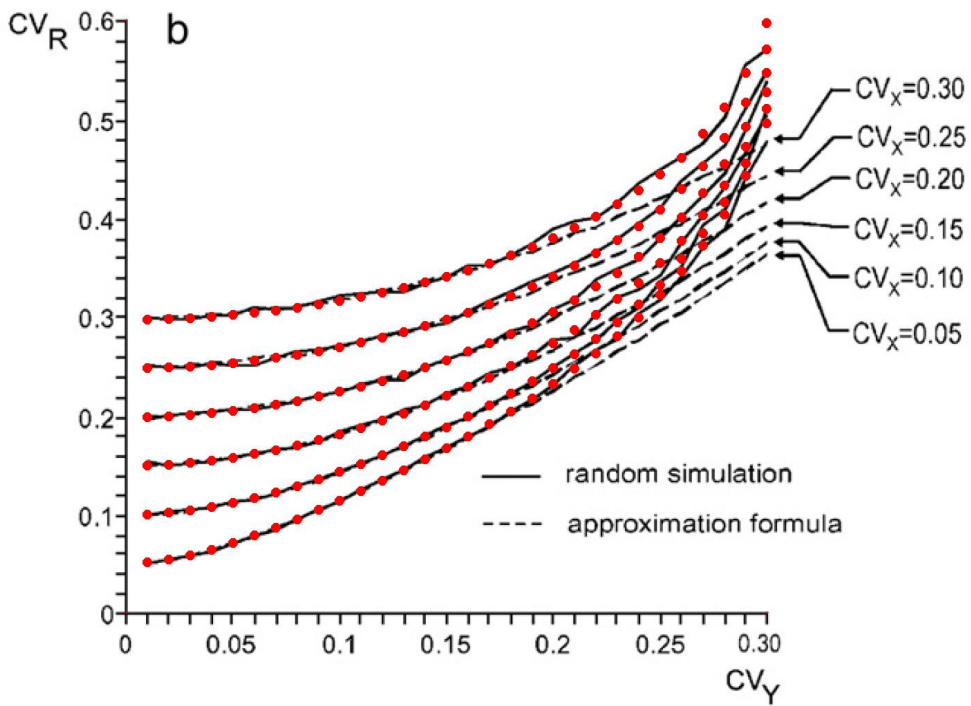 CV_R
b
0.6
0.5
0.4
0.3
0.2
0.1
0
CV_X=0.30
CV_X=0.25
CV_X=0.20
CV_X=0.15
CV_X=0.10
CV_X=0.05
random simulation
approximation formula
0 0.05 0.10 0.15 0.20 0.25 0.30
CV_Y